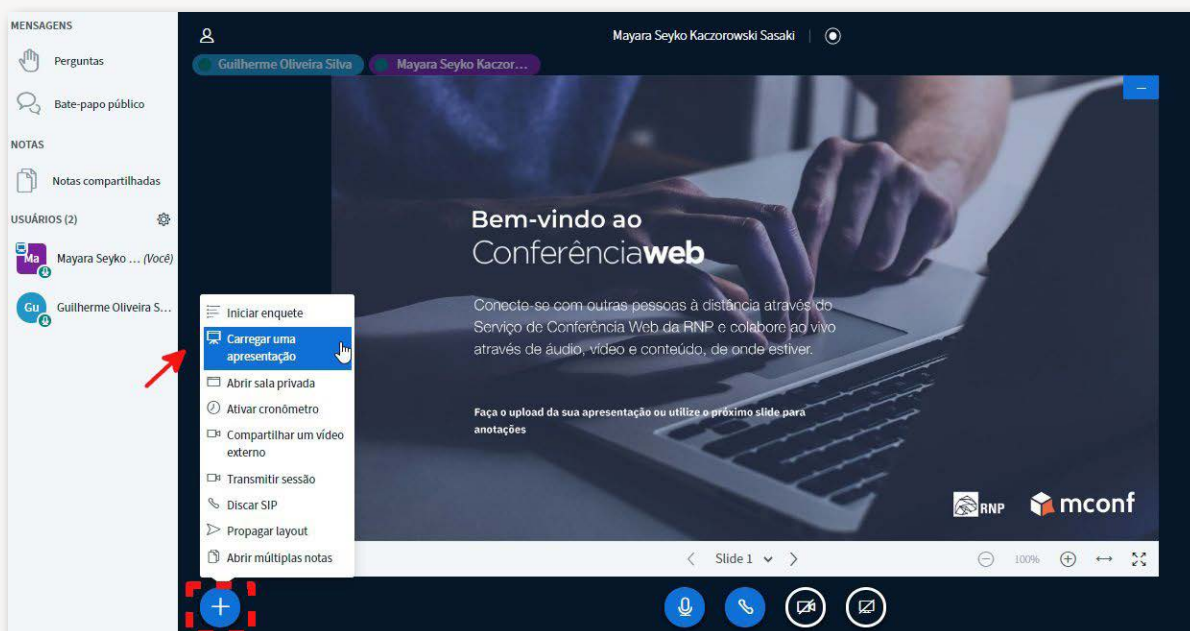 MENSAGENS
Perguntas
Bate-papo público
NOTAS
Notas compartilhadas
USUÁRIOS (2)
Ma
Mayara Seyko ... (Você)
Gu
Guilherme Oliveira S...
Mayara Seyko Kaczorowski Sasaki
Guilherme Oliveira Silva
Mayara Seyko Kaczor...
Bem-vindo ao
Conferênciaweb
Conecte-se com outras pessoas à distância através do
Serviço de Conferência Web da RNP e colabore ao vivo
através de áudio, vídeo e conteúdo, de onde estiver.
Faça o upload da sua apresentação ou utilize o próximo slide para
anotações
RNP
mconf
Iniciar enquete
Carregar uma
apresentação
Abrir sala privada
Ativar cronômetro
Compartilhar um vídeo
externo
Transmitir sessão
Discar SIP
Propagar layout
Abrir múltiplas notas
Slide 1
100%